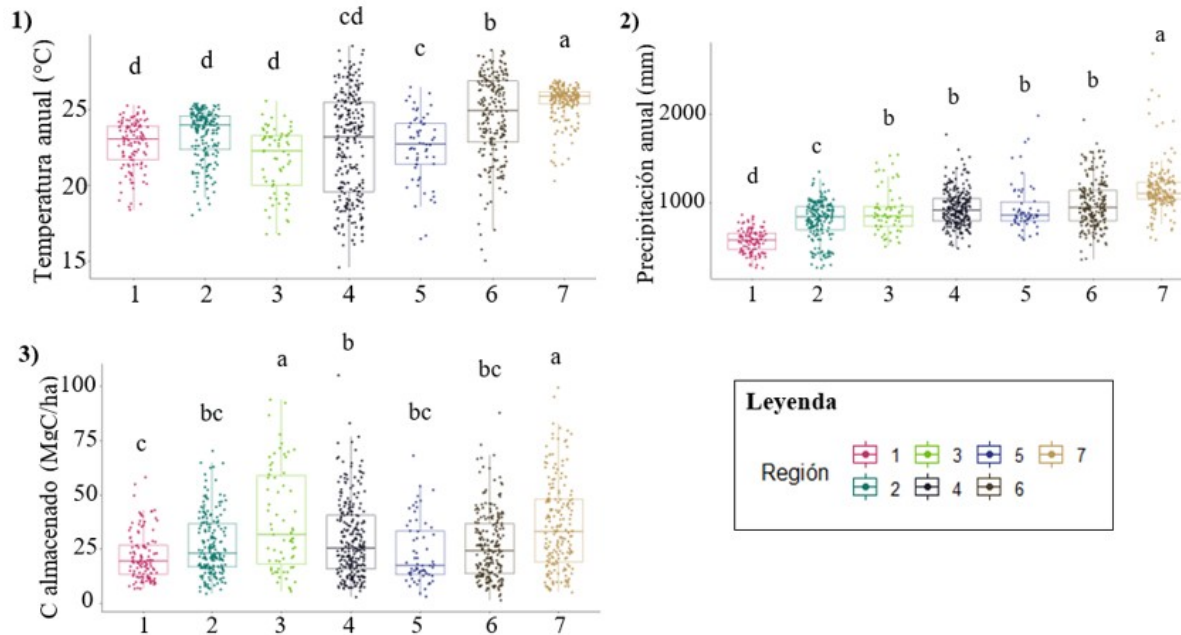 1)
Temperatura anual (°C)
25
20
15
d d d cd c b a
1 2 3 4 5 6 7
2)
Precipitación anual (mm)
2000
1000
d c b b b b a
1 2 3 4 5 6 7
3)
C almacenado (MgC/ha)
100
75
50
25
0
c bc a b bc bc a
1 2 3 4 5 6 7
Leyenda
Región
1 3 5 7
2 4 6